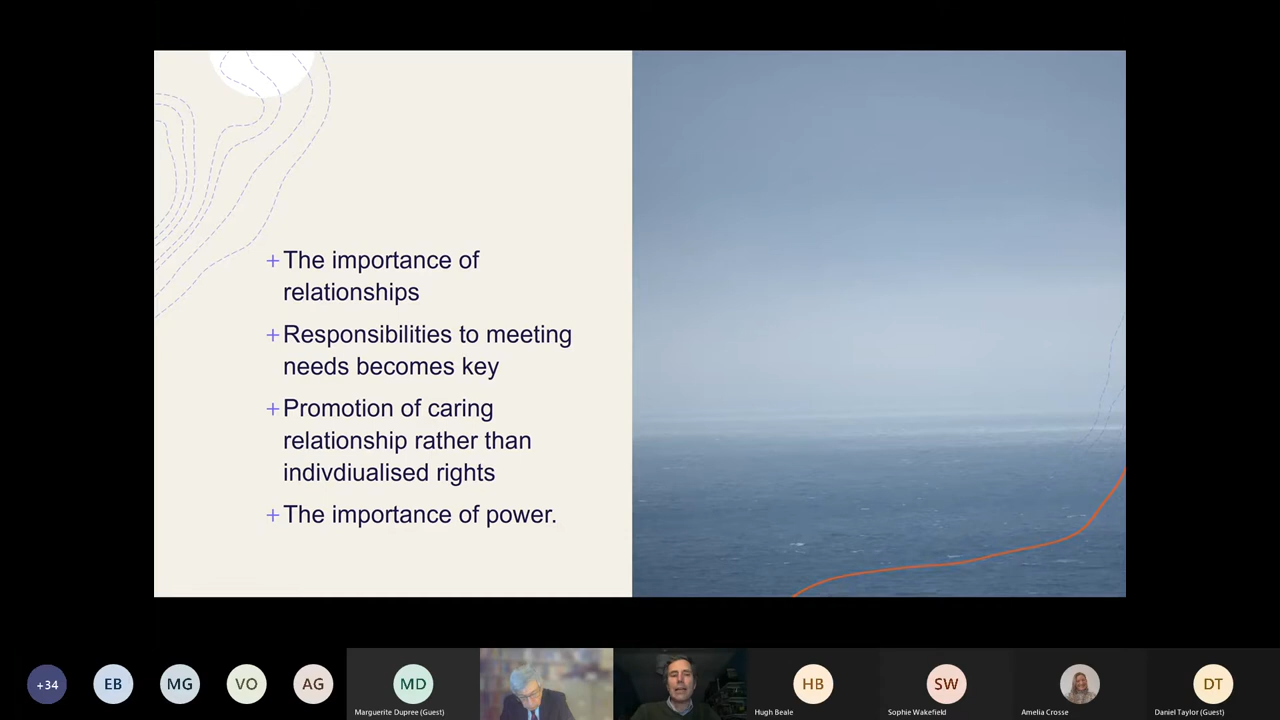 +The importance of
relationships
+Responsibilities to meeting
needs becomes key
+Promotion of caring
relationship rather than
indivdiualised rights
+The importance of power.
+34
EB
MG
VO
AG
MD
HB
SW
DT
Marguerite Dupree (Guest)
Hugh Beale
Sophie Wakefield
Amelia Crosse
Daniel Taylor (Guest)